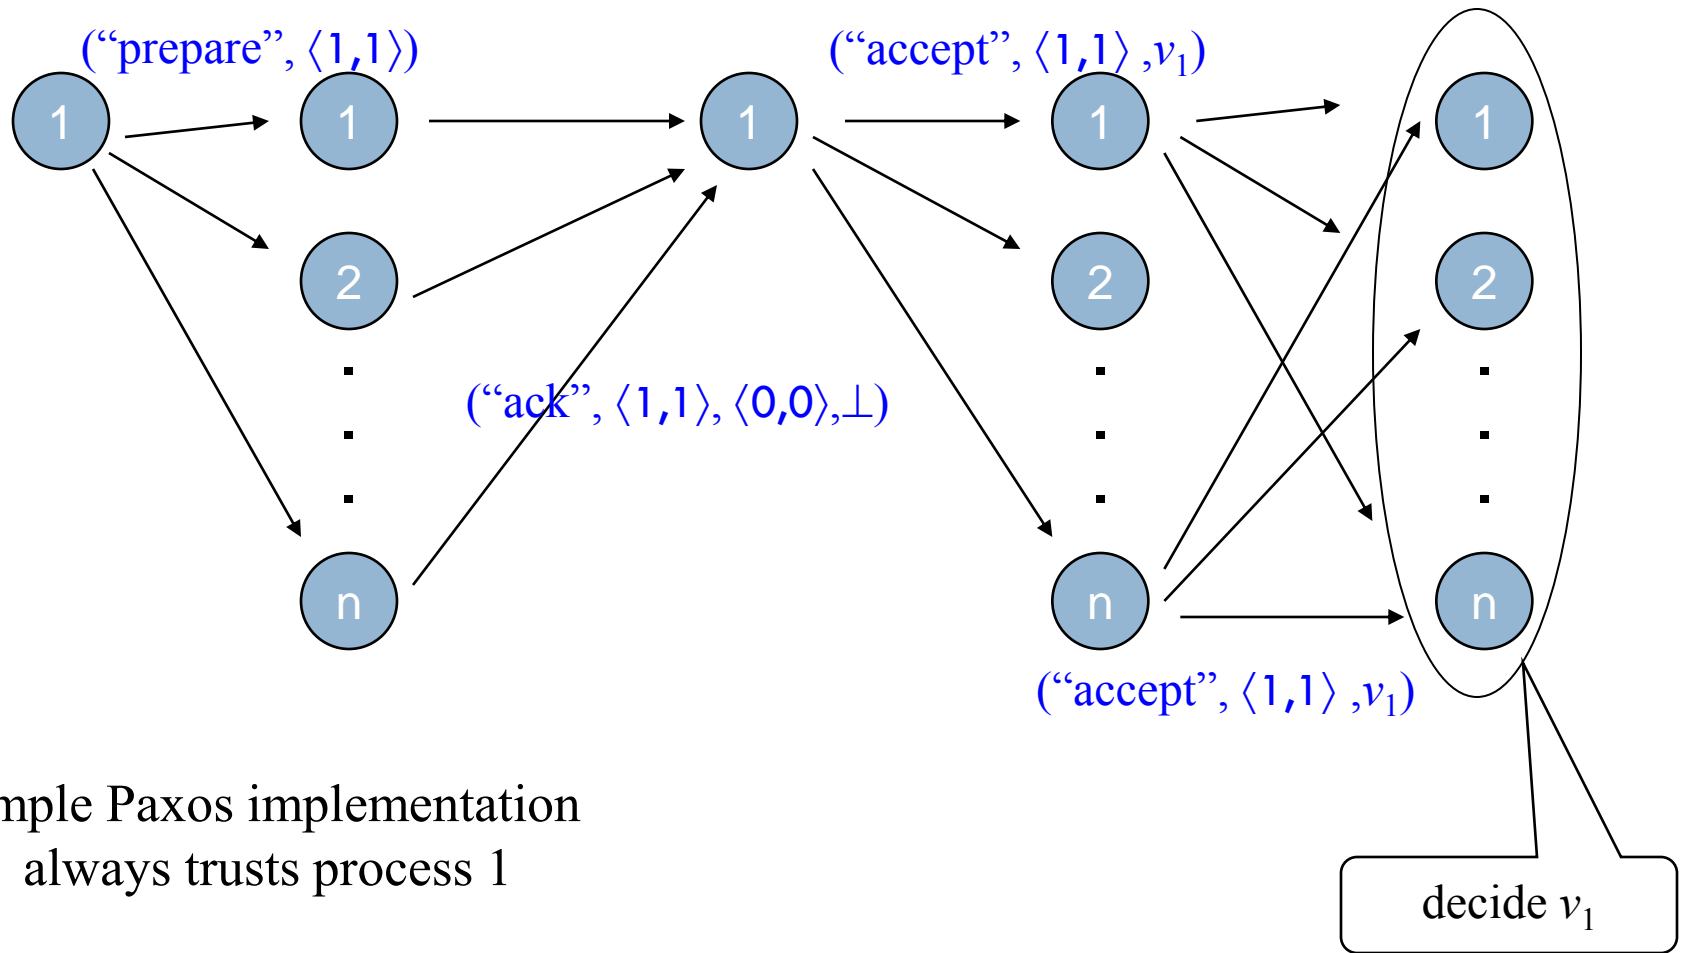 (“prepare”, ⟨1,1⟩)
(“accept”, ⟨1,1⟩ ,v₁)
1
1
1
1
1
2
2
2
(“ack”, ⟨1,1⟩, ⟨0,0⟩,⊥)
n
n
n
(“accept”, ⟨1,1⟩ ,v₁)
Paxos implementation
always trusts process 1
decide v₁